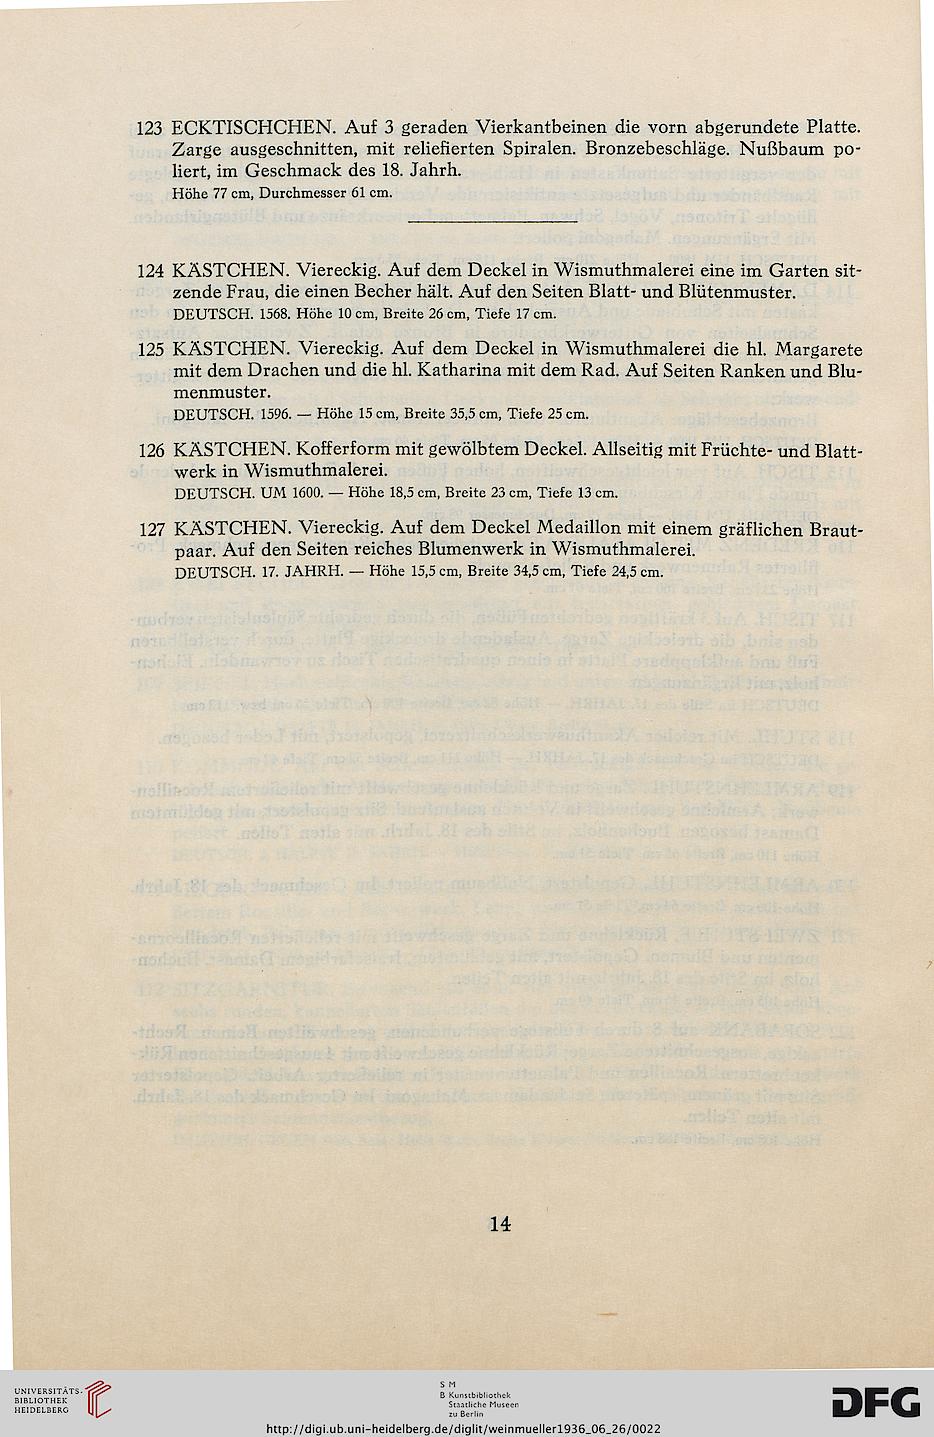 123 ECKTISCHCHEN. Auf 3 geraden Vierkantbeinen die vorn abgerundete Platte.
Zarge ausgeschnitten, mit reliefierten Spiralen. Bronzebeschläge. Nußbaum po-
liert, im Geschmack des 18. Jahrh.
Höhe 77 cm, Durchmesser 61 cm.
124 KÄSTCHEN. Viereckig. Auf dem Deckel in Wismuthmalerei eine im Garten sit-
zende Frau, die einen Becher hält. Auf den Seiten Blatt- und Blütenmuster.
DEUTSCH. 1568. Höhe 10 cm, Breite 26 cm, Tiefe 17 cm.
125 KÄSTCHEN. Viereckig. Auf dem Deckel in Wismuthmalerei die hl. Margarete
mit dem Drachen und die hl. Katharina mit dem Rad. Auf Seiten Ranken und Blu-
menmuster.
DEUTSCH. 1596. — Höhe 15 cm, Breite 35,5 cm, Tiefe 25 cm.
126 KÄSTCHEN. Kofferform mit gewölbtem Deckel. Allseitig mit Früchte- und Blatt-
werk in Wismuthmalerei.
DEUTSCH. UM 1600. — Höhe 18,5 cm, Breite 23 cm, Tiefe 13 cm.
127 KÄSTCHEN. Viereckig. Auf dem Deckel Medaillon mit einem gräflichen Braut-
paar. Auf den Seiten reiches Blumenwerk in Wismuthmalerei.
DEUTSCH. 17. JAHRH. — Höhe 15,5 cm, Breite 34,5 cm, Tiefe 24,5 cm.
14
UNIVERSITÄTS-
BIBLIOTHEK
HEIDELBERG
S M
B Kunstbibliothek
Staatliche Museen
zu Berlin
DFG
http://digi.ub.uni-heidelberg.de/diglit/weinmueller1936_06_26/0022